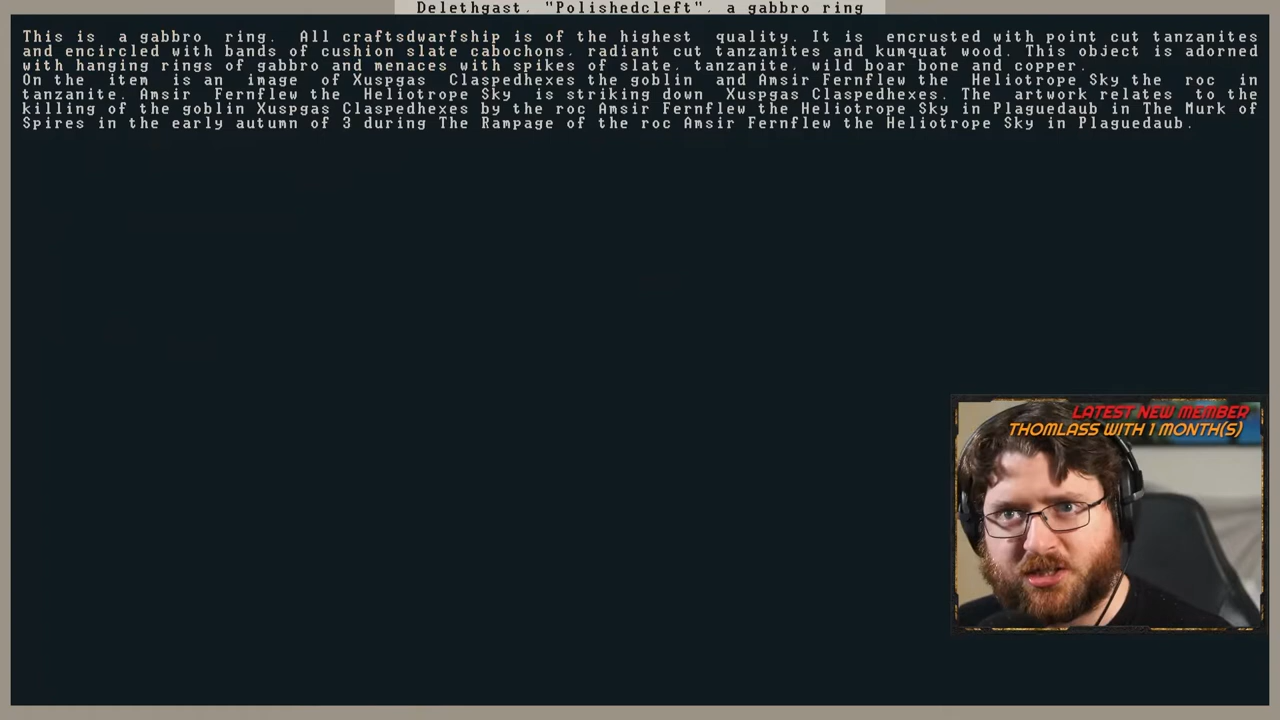 Delethgast, "Polishedcleft", a gabbro ring
This is a gabbro ring. All craftsdwarfship is of the highest quality. It is encrusted with point cut tanzanites
and encircled with bands of cushion slate cabochons, radiant cut tanzanites and kumquat wood. This object is adorned
with hanging rings of gabbro and menaces with spikes of slate, tanzanite, wild boar bone and copper.
On the item is an image of Xuspgas Claspedhexes the goblin and Amsir Fernflew the Heliotrope Sky the roc in
tanzanite. Amsir Fernflew the Heliotrope Sky is striking down Xuspgas Claspedhexes. The artwork relates to the
killing of the goblin Xuspgas Claspedhexes by the roc Amsir Fernflew the Heliotrope Sky in Plaguedaub in The Murk of
Spires in the early autumn of 3 during The Rampage of the roc Amsir Fernflew the Heliotrope Sky in Plaguedaub.
LATEST NEW MEMBER
THOMLASS WITH 1 MONTH(S)